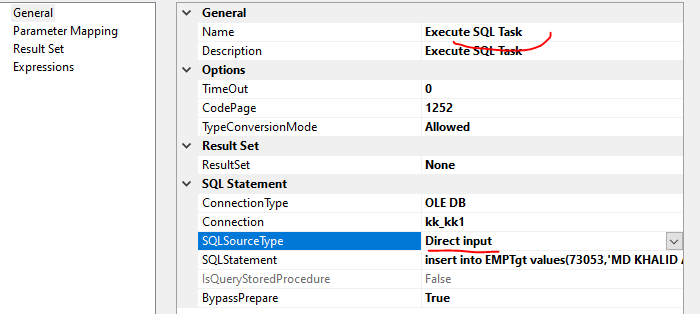 General
Parameter Mapping
Result Set
Expressions
General
Name Execute SQL Task
Description Execute SQL Task
Options
TimeOut 0
CodePage 1252
TypeConversionMode Allowed
Result Set
ResultSet None
SQL Statement
ConnectionType OLE DB
Connection kk_kk1
SQLSourceType Direct input
SQLStatement insert into EMPTgt values(73053,'MD KHALID A
IsQueryStoredProcedure False
BypassPrepare True